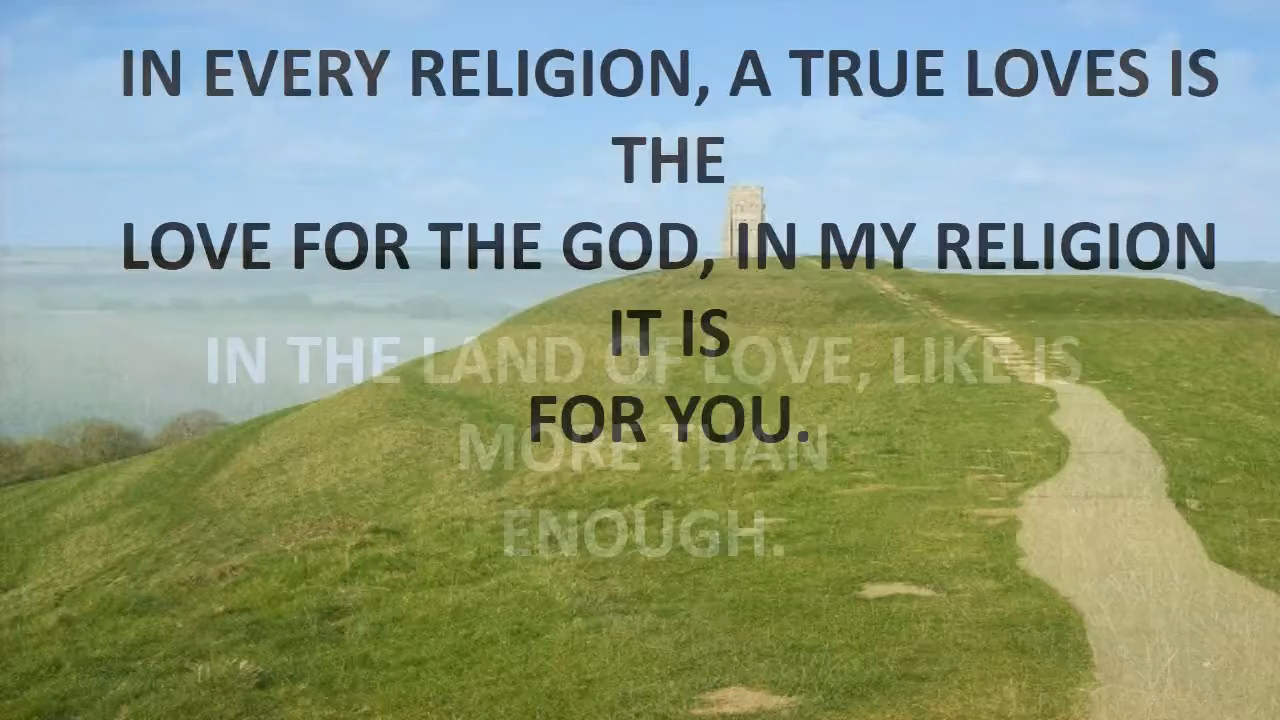 IN EVERY RELIGION, A TRUE LOVES IS
THE
LOVE FOR THE GOD, IN MY RELIGION
IT IS
FOR YOU.
IN THE LAND OF LOVE, LIKE IS
MORE THAN
ENOUGH.